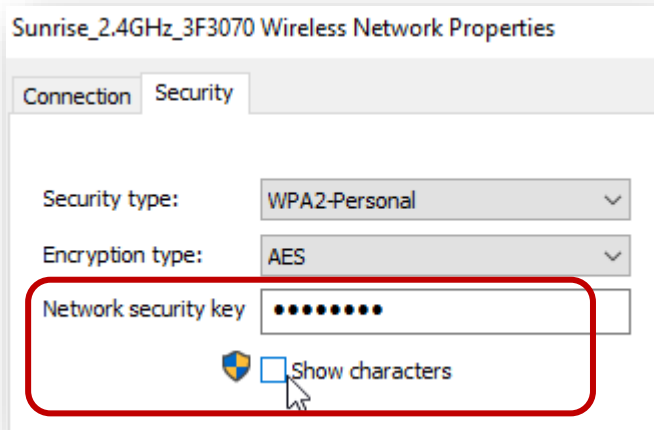 Sunrise_2.4GHz_3F3070 Wireless Network Properties
Connection Security
Security type: WPA2-Personal
Encryption type: AES
Network security key ••••••••
Show characters